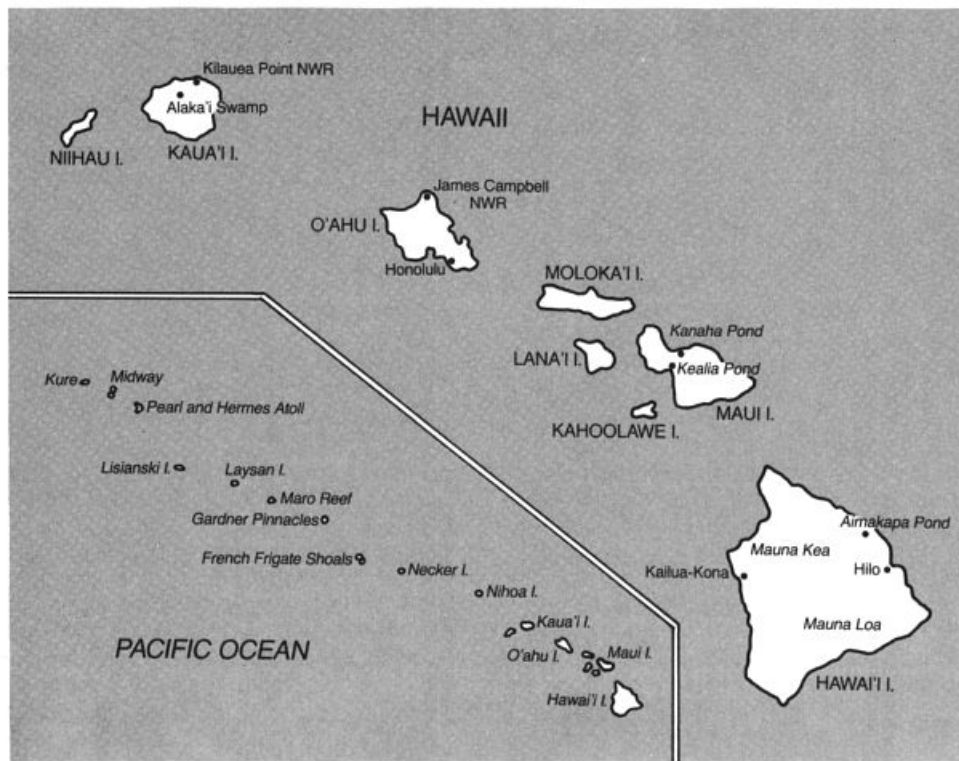 Kilauea Point NWR
Alaka'i Swamp
NIIHAU I.
KAUA'I I.
HAWAII
James Campbell
NWR
O'AHU I.
Honolulu
MOLOKA'I I.
Kanaha Pond
LANA'I I.
Kealia Pond
KAHOOLAWE I.
MAUI I.
Aimakapa Pond
Mauna Kea
Kailua-Kona
Hilo
Mauna Loa
HAWAI'I I.
Kure
Midway
Pearl and Hermes Atoll
Lisianski I.
Laysan I.
Maro Reef
Gardner Pinnacles
French Frigate Shoals
Necker I.
Nihoa I.
Kaua'i I.
O'ahu I.
Maui I.
Hawai'i I.
PACIFIC OCEAN